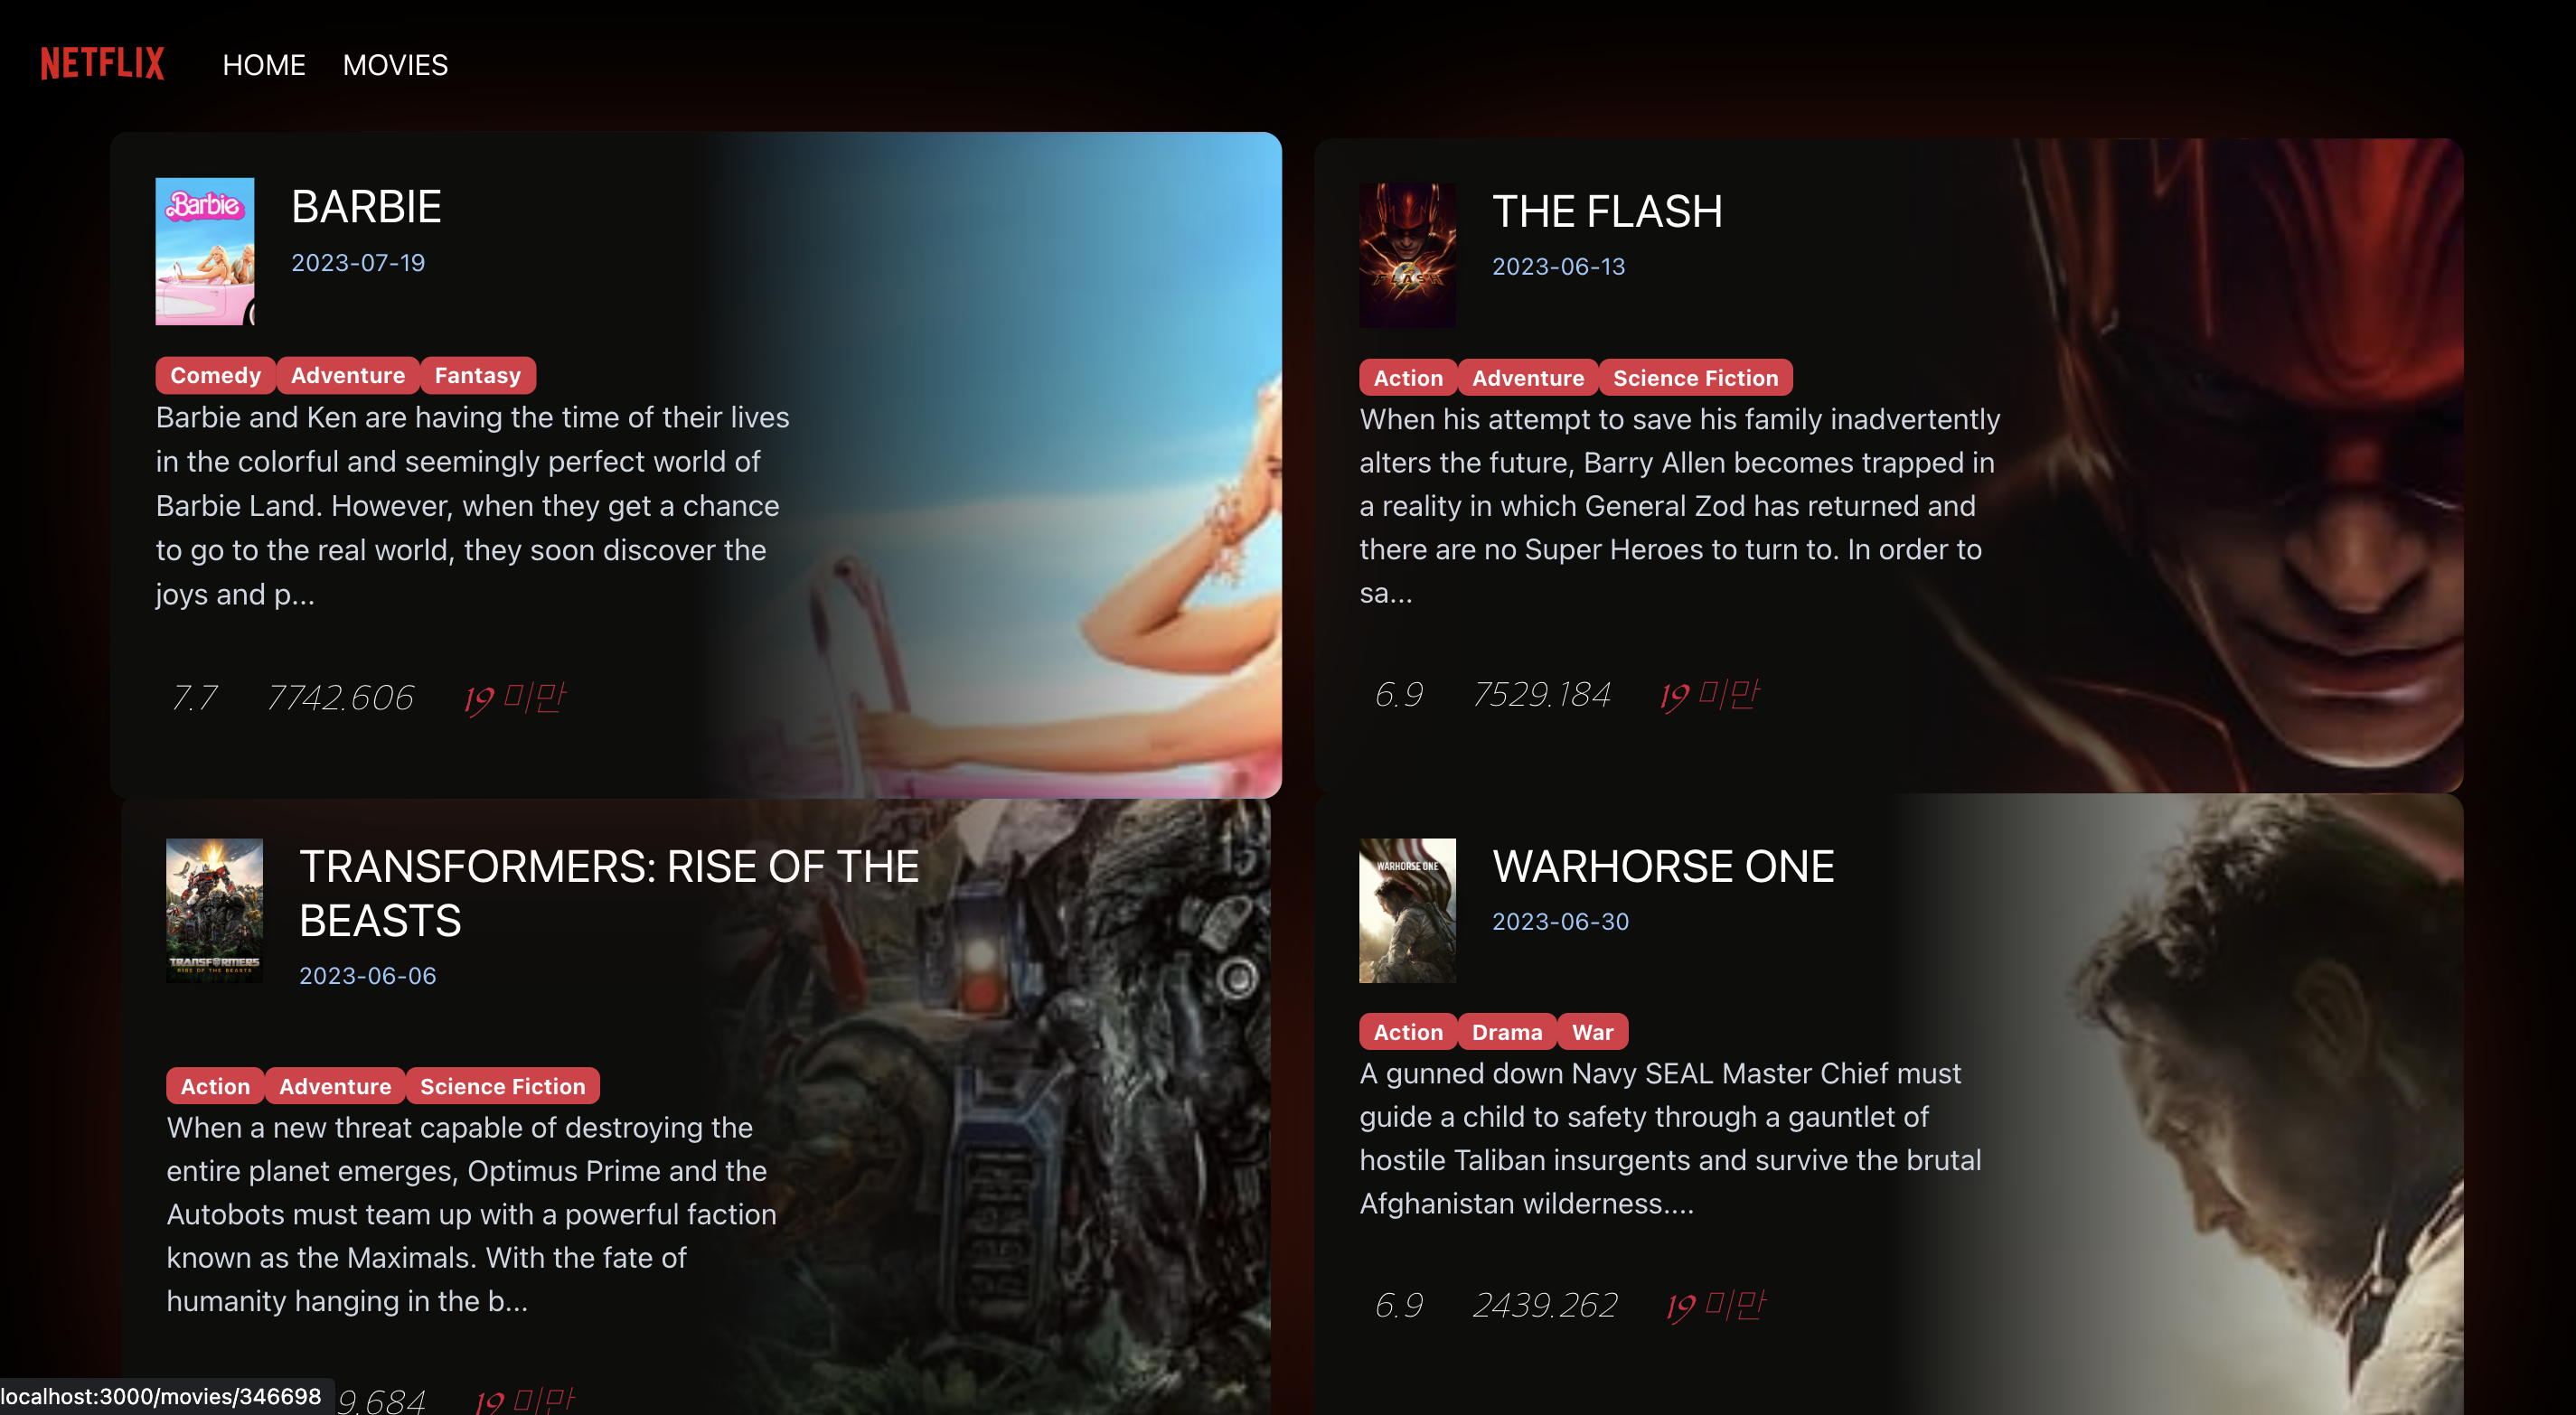 NETFLIX HOME MOVIES
Barbie
BARBIE
2023-07-19
Comedy Adventure Fantasy
Barbie and Ken are having the time of their lives
in the colorful and seemingly perfect world of
Barbie Land. However, when they get a chance
to go to the real world, they soon discover the
joys and p...
7.7 7742.606 19 미만
FLASH
THE FLASH
2023-06-13
Action Adventure Science Fiction
When his attempt to save his family inadvertently
alters the future, Barry Allen becomes trapped in
a reality in which General Zod has returned and
there are no Super Heroes to turn to. In order to
sa...
6.9 7529.184 19 미만
TRANSFORMERS
RISE OF THE BEASTS
TRANSFORMERS: RISE OF THE
BEASTS
2023-06-06
Action Adventure Science Fiction
When a new threat capable of destroying the
entire planet emerges, Optimus Prime and the
Autobots must team up with a powerful faction
known as the Maximals. With the fate of
humanity hanging in the b...
9.684 19 미만
WARHORSE ONE
WARHORSE ONE
2023-06-30
Action Drama War
A gunned down Navy SEAL Master Chief must
guide a child to safety through a gauntlet of
hostile Taliban insurgents and survive the brutal
Afghanistan wilderness....
6.9 2439.262 19 미만
localhost:3000/movies/346698